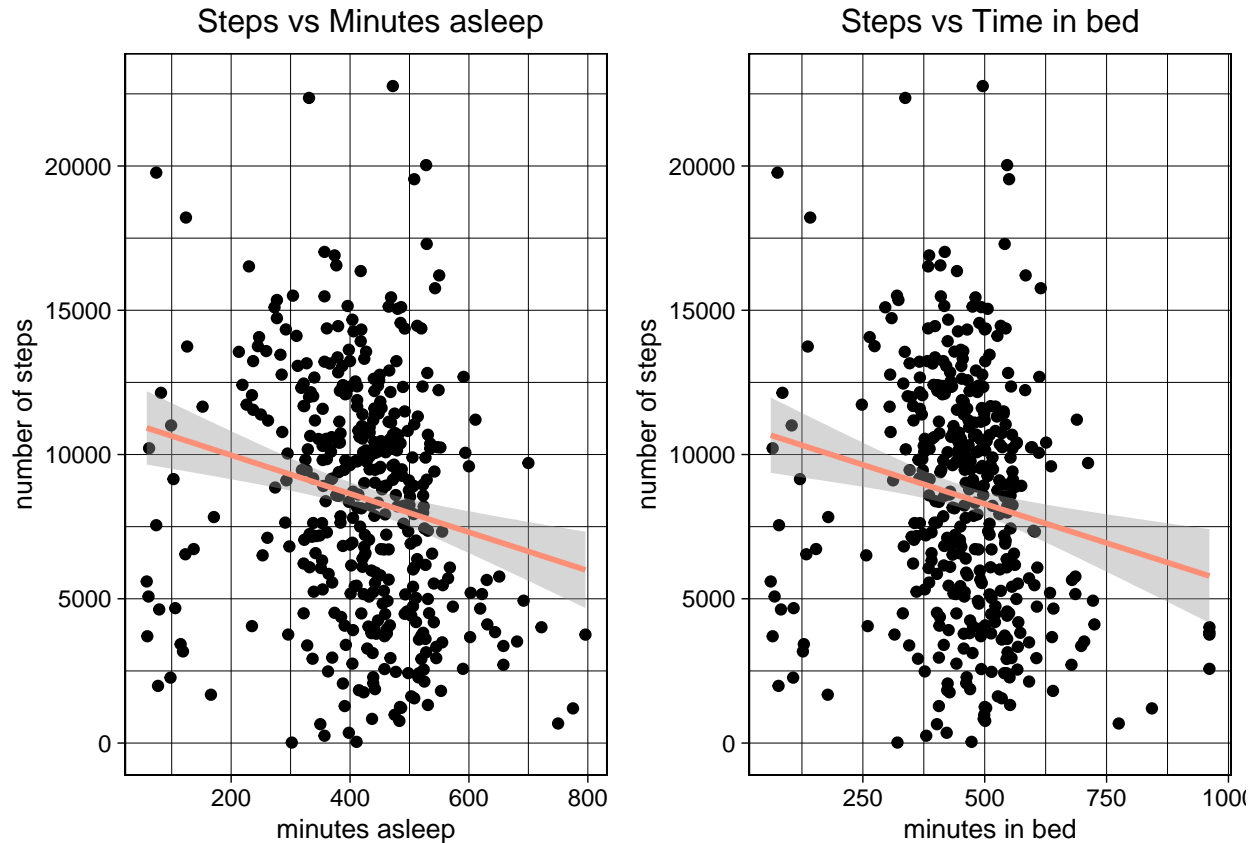 Steps vs Minutes asleep
number of steps
20000
15000
10000
5000
0
200 400 600 800
minutes asleep
Steps vs Time in bed
number of steps
20000
15000
10000
5000
0
250 500 750 1000
minutes in bed